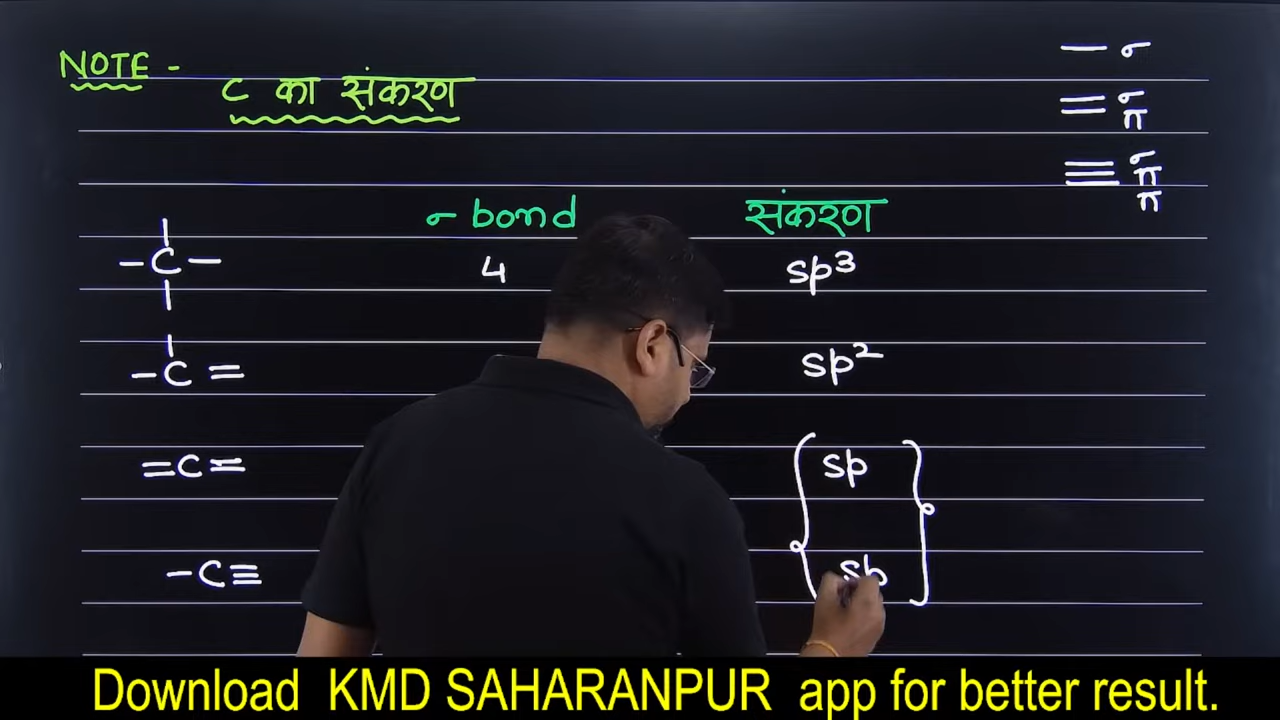 NOTE -
C का संकरण
— σ
= σ
π
≡ σ
π
π
σ bond संकरण
-C- 4 sp³
-C= sp²
=C= sp
-C≡ sp
Download KMD SAHARANPUR app for better result.